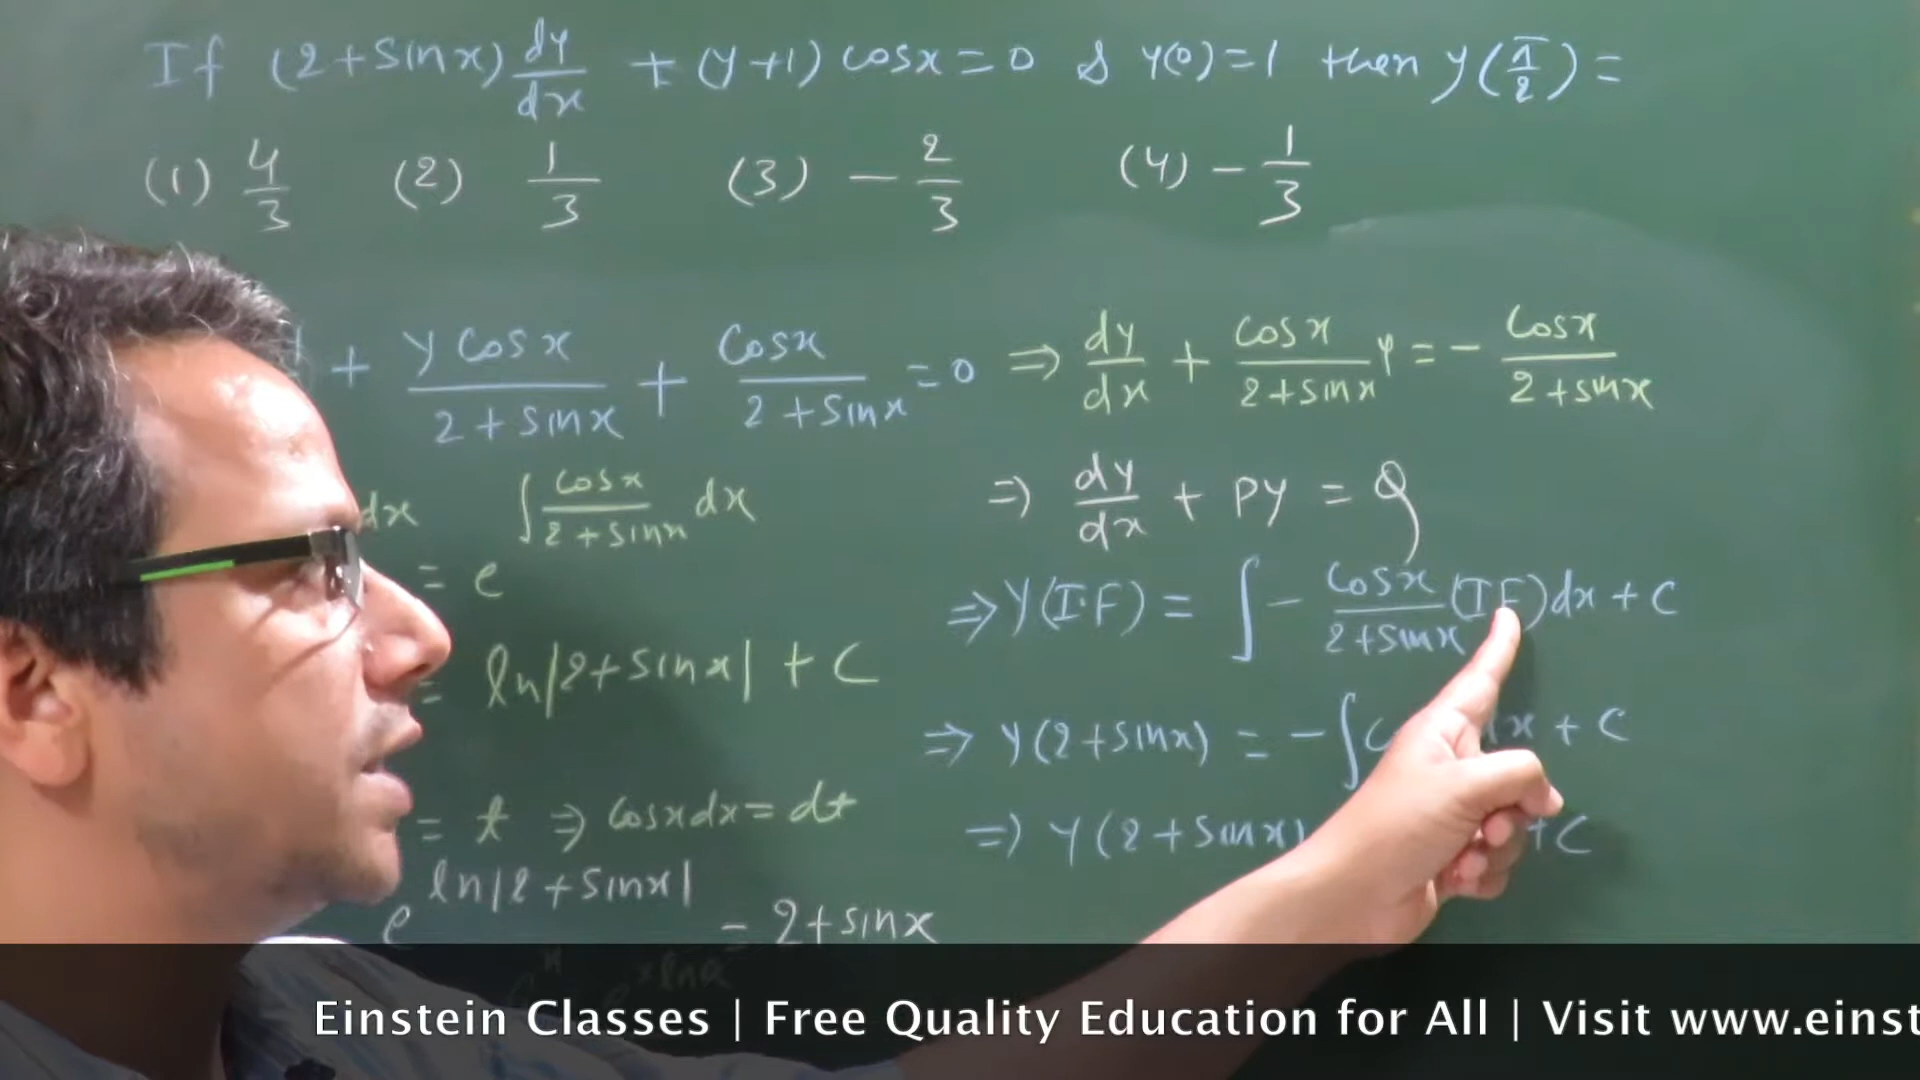 If (2+sinx) dy/dx + (y+1) cosx = 0 & y(0)=1 then y(π/2) =
(1) 4/3 (2) 1/3 (3) - 2/3 (4) - 1/3
+ y cosx/2+sinx + cosx/2+sinx = 0 ⇒ dy/dx + cosx/2+sinx y = - cosx/2+sinx
dx ∫ cosx/2+sinx dx
= e
= ln|2+sinx| + C
= t ⇒ cosxdx = dt
e^ln|2+sinx| = 2+sinx
⇒ dy/dx + Py = Q
⇒ y(I.F) = ∫ - cosx/2+sinx (IF)dx + C
⇒ y(2+sinx) = -∫ dx + C
⇒ y(2+sinx) +C
Einstein Classes | Free Quality Education for All | Visit www.einst